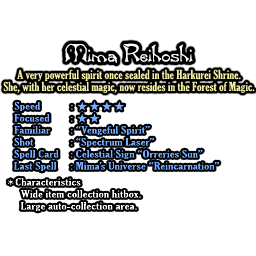 Mima Reihoshi
A very powerful spirit once sealed in the Harkurei Shrine.
She, with her celestial magic, now resides in the Forest of Magic.
Speed : ★★★★
Focused : ★★
Familiar : "Vengeful Spirit"
Shot : "Spectrum Laser"
Spell Card : Celestial Sign "Orreries Sun"
Last Spell : Mima's Universe "Reincarnation"
* Characteristics
Wide item collection hitbox.
Large auto-collection area.